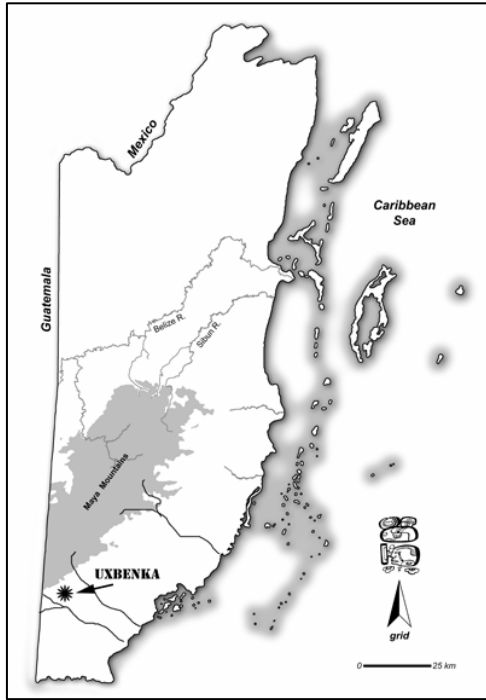 Mexico
Caribbean
Sea
Guatemala
Belize R.
Sibun R.
Maya Mountains
UXBENKA
grid
0
25 km